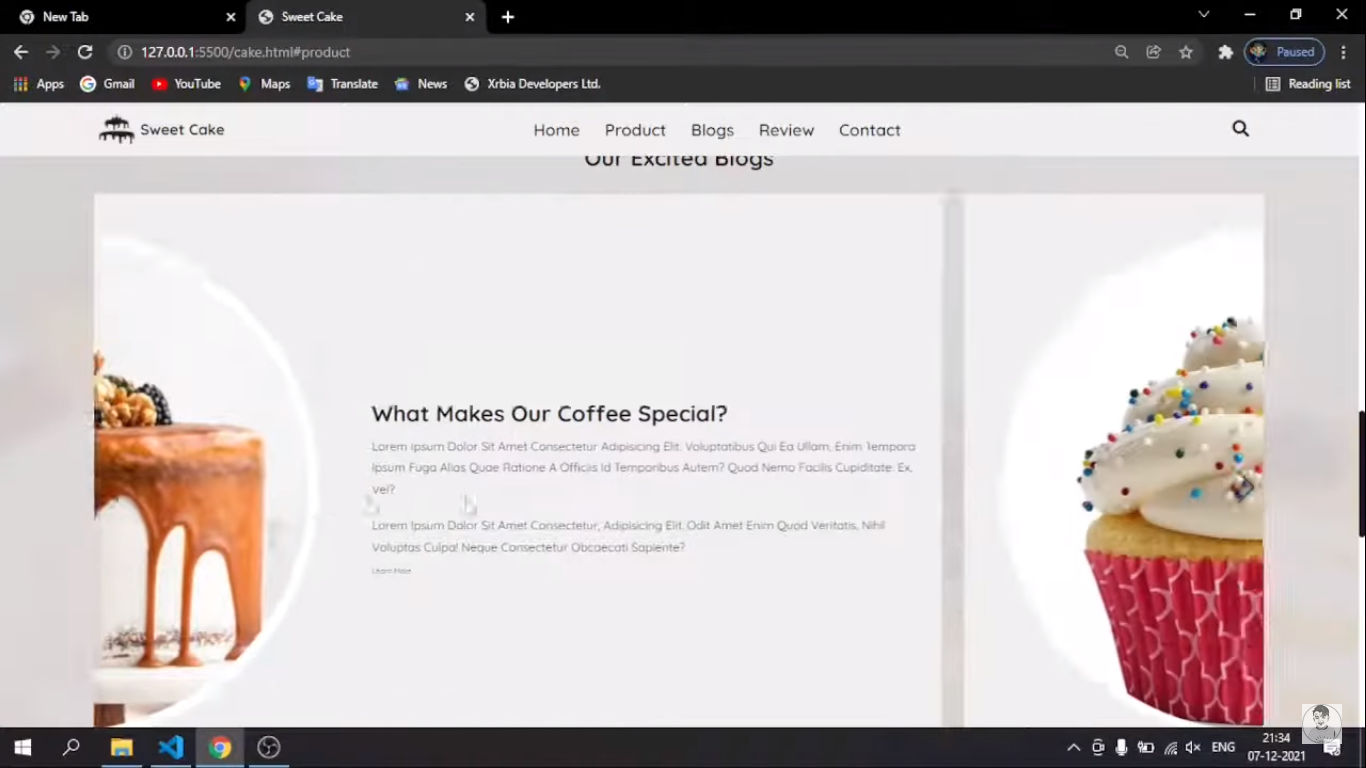 New Tab
Sweet Cake
127.0.0.1:5500/cake.html#product
Paused
Apps
Gmail
YouTube
Maps
Translate
News
Xrbia Developers Ltd.
Reading list
Sweet Cake
Home
Product
Blogs
Review
Contact
Our Excited Blogs
What Makes Our Coffee Special?
Lorem Ipsum Dolor Sit Amet Consectetur Adipisicing Elit. Voluptatibus Qui Ea Ullam, Enim Tempora
Ipsum Fuga Alias Quae Ratione A Officiis Id Temporibus Autem? Quod Nemo Facilis Cupiditate. Ex,
Vel?
Lorem Ipsum Dolor Sit Amet Consectetur, Adipisicing Elit. Odit Amet Enim Quod Veritatis, Nihil
Voluptas Culpa! Neque Consectetur Obcaecati Sapiente?
Learn More
ENG
21:34
07-12-2021